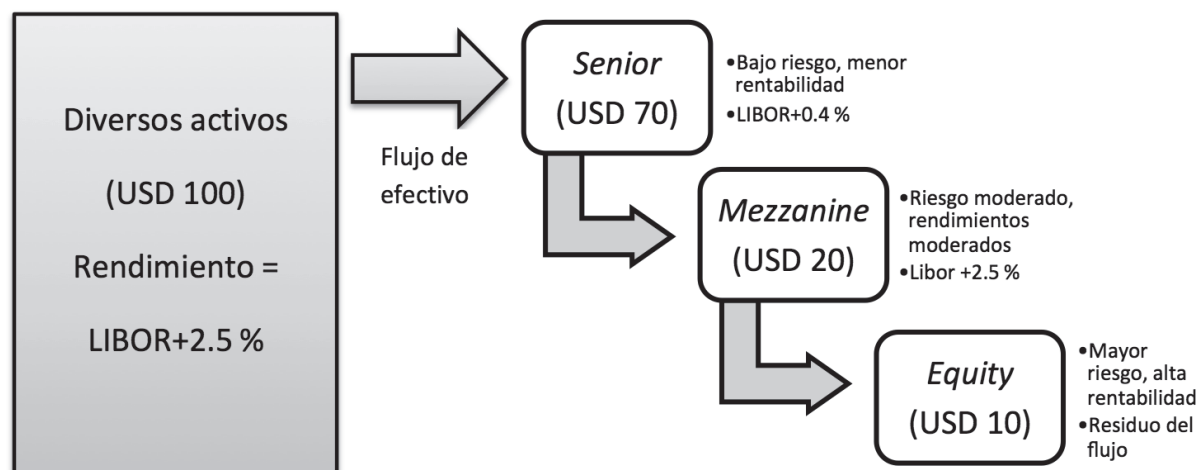 Diversos activos
(USD 100)
Rendimiento =
LIBOR+2.5 %
Flujo de
efectivo
Senior
(USD 70)
•Bajo riesgo, menor
rentabilidad
•LIBOR+0.4 %
Mezzanine
(USD 20)
•Riesgo moderado,
rendimientos
moderados
•Libor +2.5 %
Equity
(USD 10)
•Mayor
riesgo, alta
rentabilidad
•Residuo del
flujo